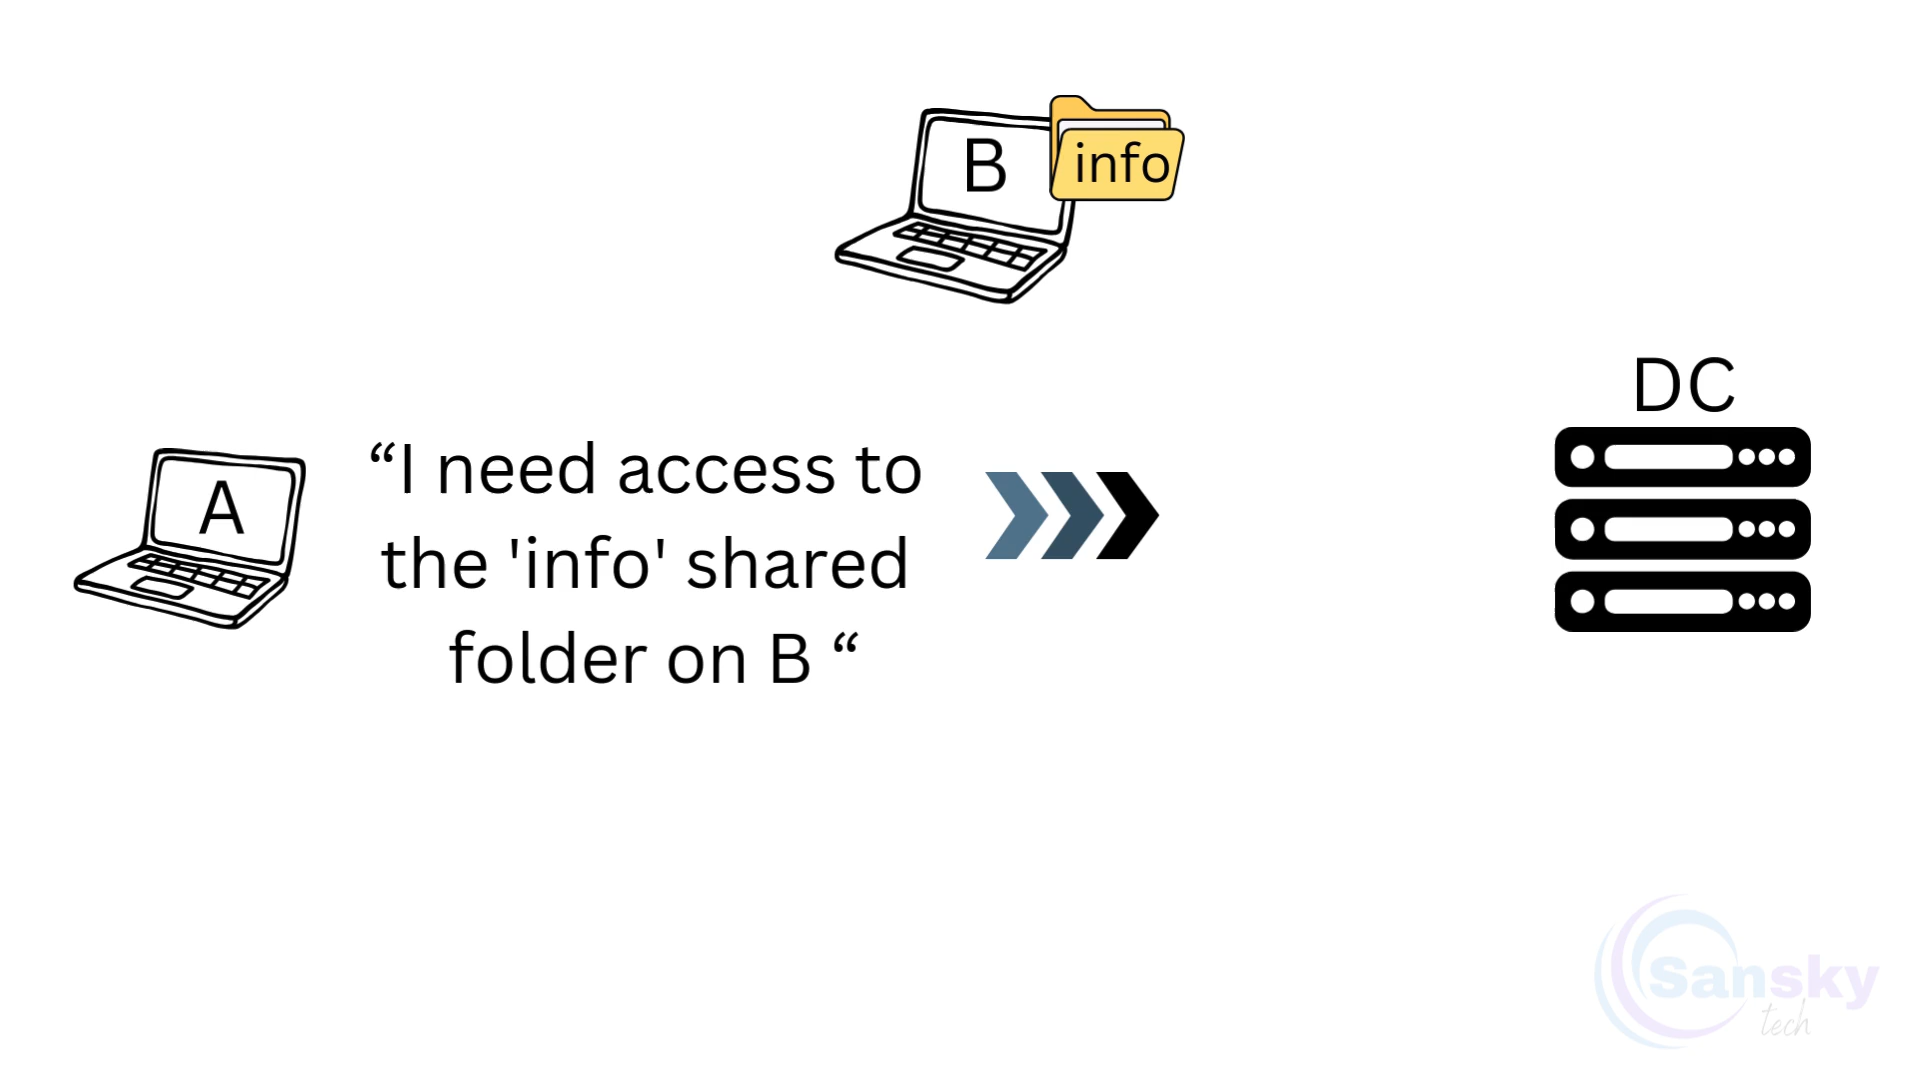 B
info
DC
A
“I need access to
the 'info' shared
folder on B “
Sansky
tech